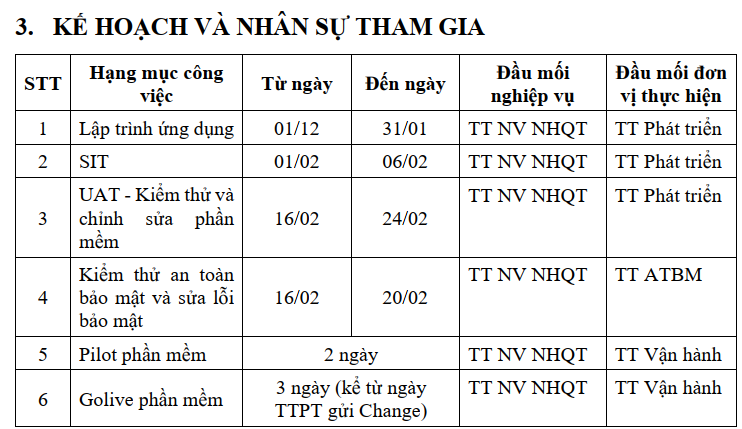 3. KẾ HOẠCH VÀ NHÂN SỰ THAM GIA
STT
Hạng mục công
việc
Từ ngày
Đến ngày
Đầu mối
nghiệp vụ
Đầu mối đơn
vị thực hiện
1
Lập trình ứng dụng
01/12
31/01
TT NV NHQT
TT Phát triển
2
SIT
01/02
06/02
TT NV NHQT
TT Phát triển
3
UAT - Kiểm thử và
chỉnh sửa phần
mềm
16/02
24/02
TT NV NHQT
TT Phát triển
4
Kiểm thử an toàn
bảo mật và sửa lỗi
bảo mật
16/02
20/02
TT NV NHQT
TT ATBM
5
Pilot phần mềm
2 ngày
TT NV NHQT
TT Vận hành
6
Golive phần mềm
3 ngày (kể từ ngày
TTPT gửi Change)
TT NV NHQT
TT Vận hành